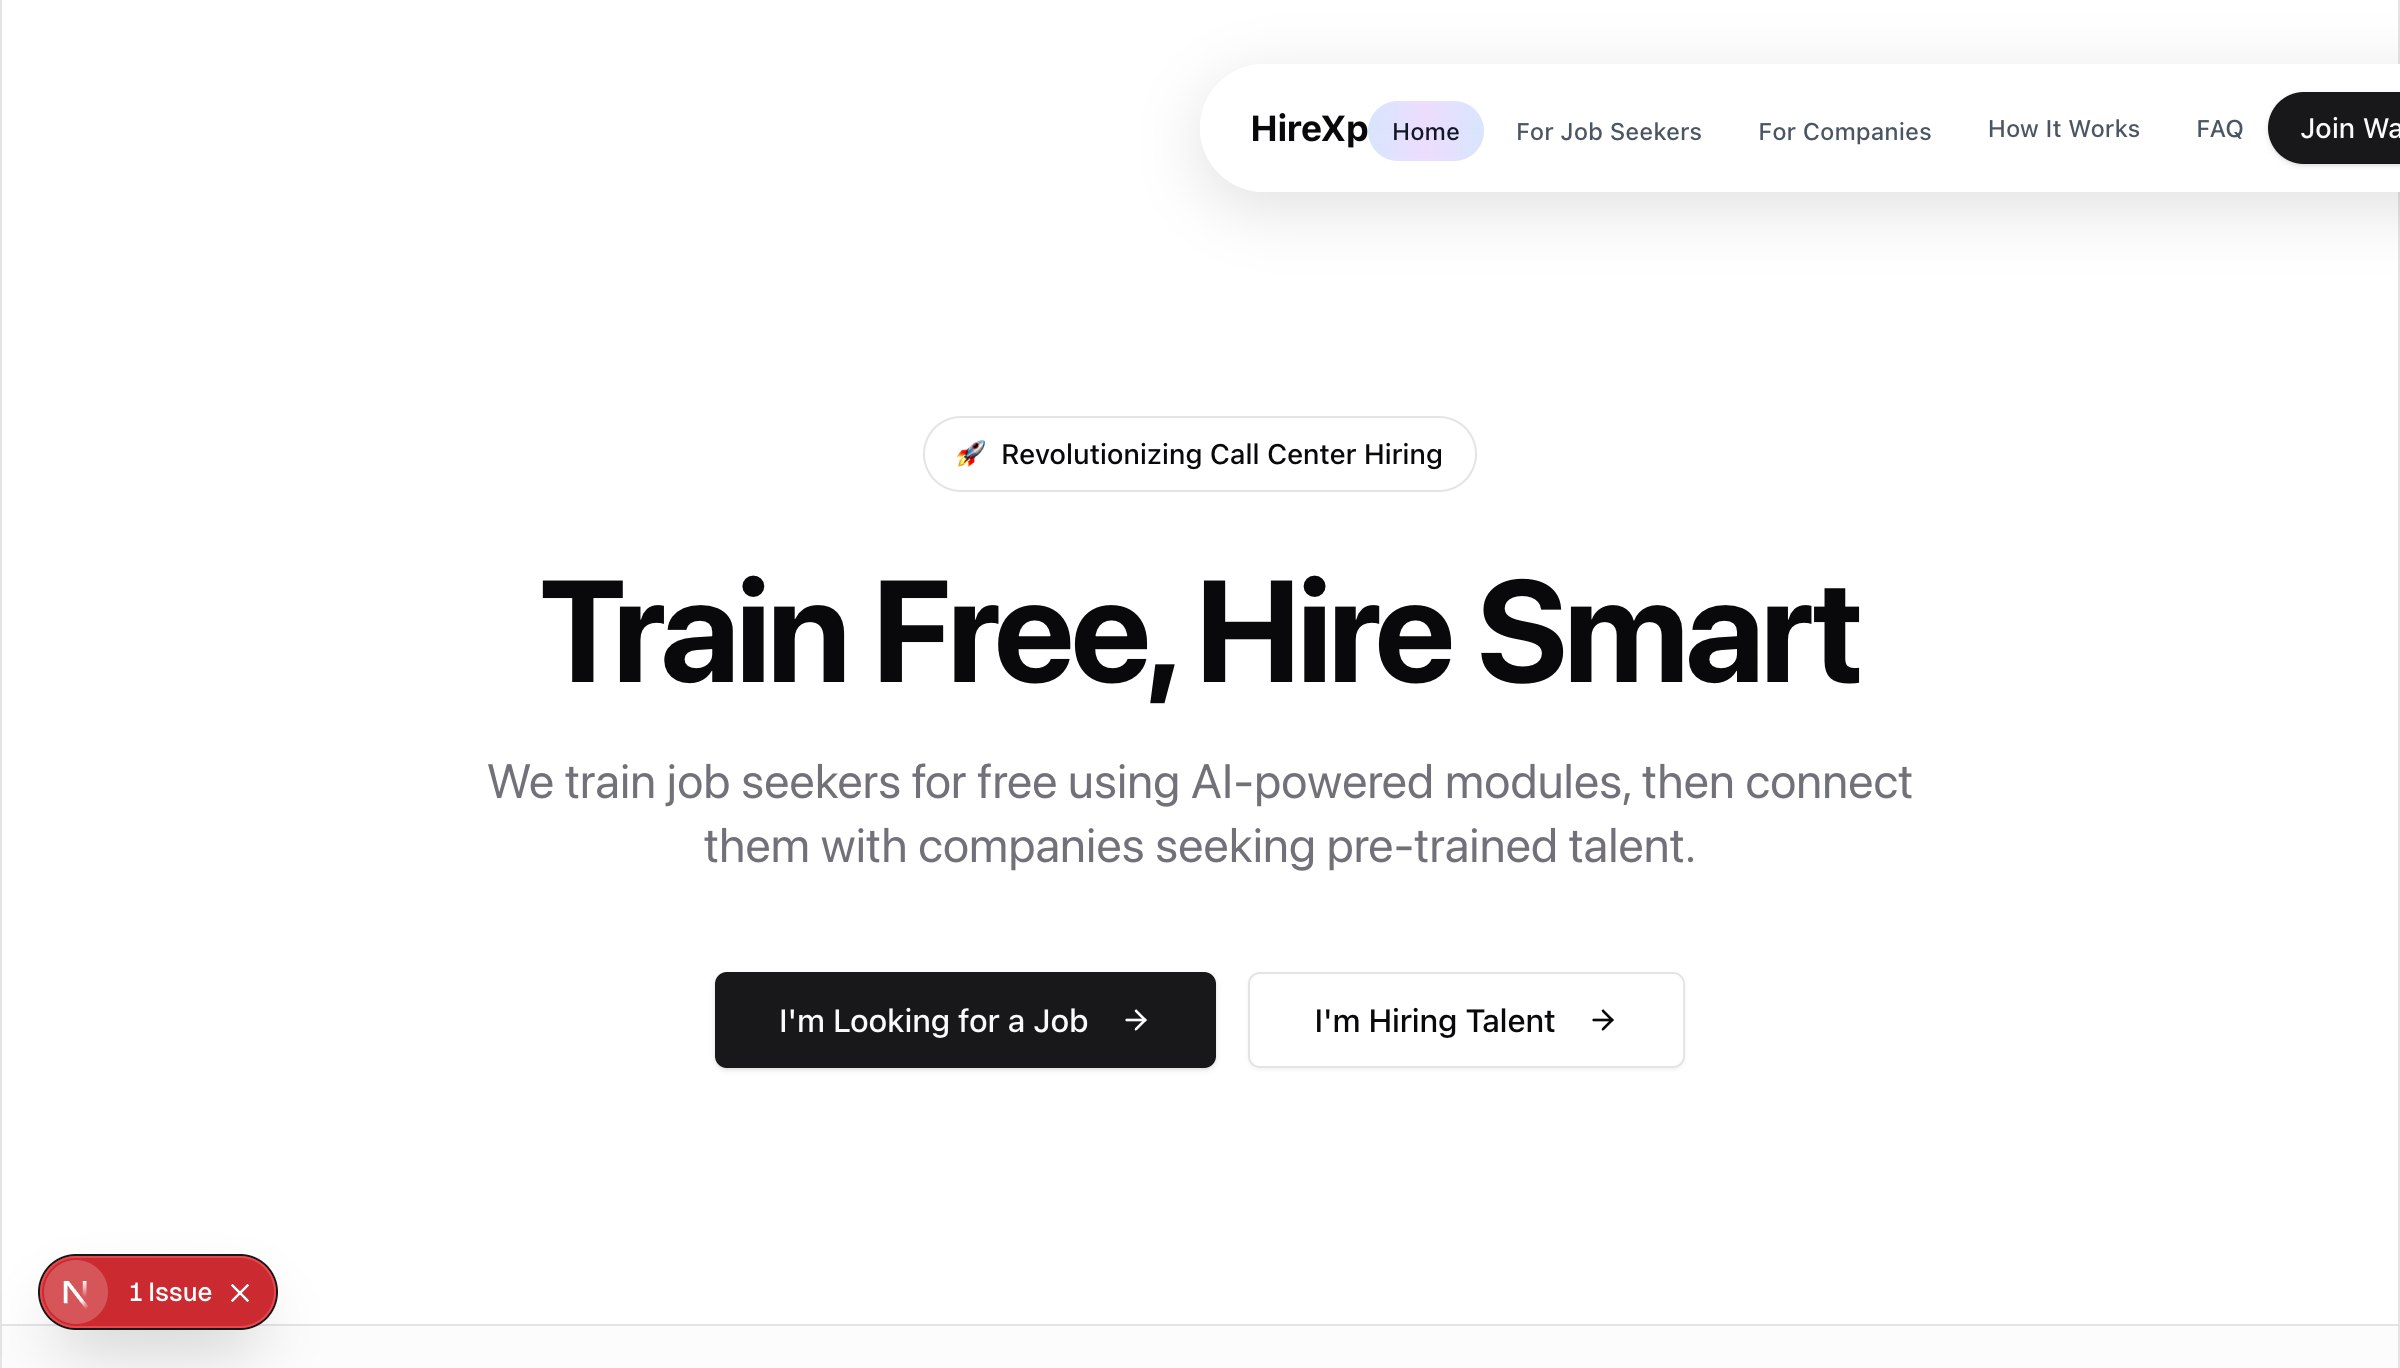 HireXp Home For Job Seekers For Companies How It Works FAQ Join Wa
🚀 Revolutionizing Call Center Hiring
Train Free, Hire Smart
We train job seekers for free using AI-powered modules, then connect
them with companies seeking pre-trained talent.
I'm Looking for a Job → I'm Hiring Talent →
N 1 Issue ×